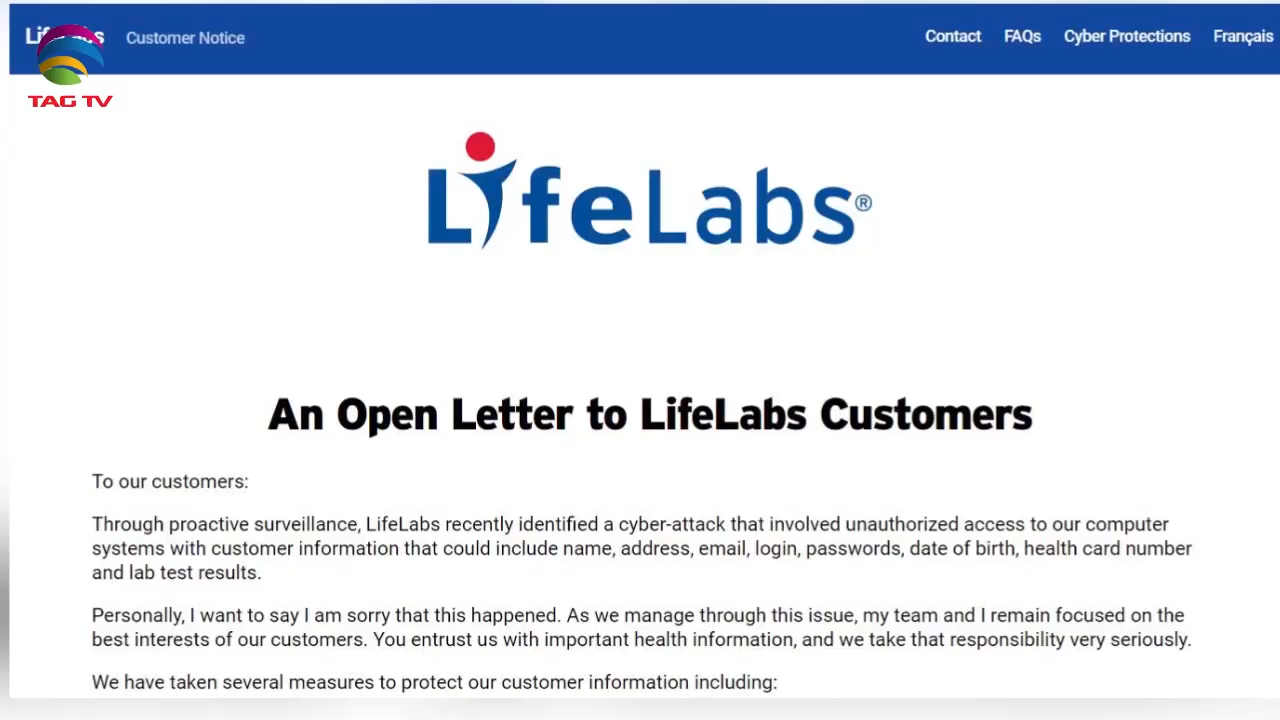 LifeLabs Customer Notice Contact FAQs Cyber Protections Français
TAG TV
LifeLabs®
An Open Letter to LifeLabs Customers
To our customers:
Through proactive surveillance, LifeLabs recently identified a cyber-attack that involved unauthorized access to our computer
systems with customer information that could include name, address, email, login, passwords, date of birth, health card number
and lab test results.
Personally, I want to say I am sorry that this happened. As we manage through this issue, my team and I remain focused on the
best interests of our customers. You entrust us with important health information, and we take that responsibility very seriously.
We have taken several measures to protect our customer information including: